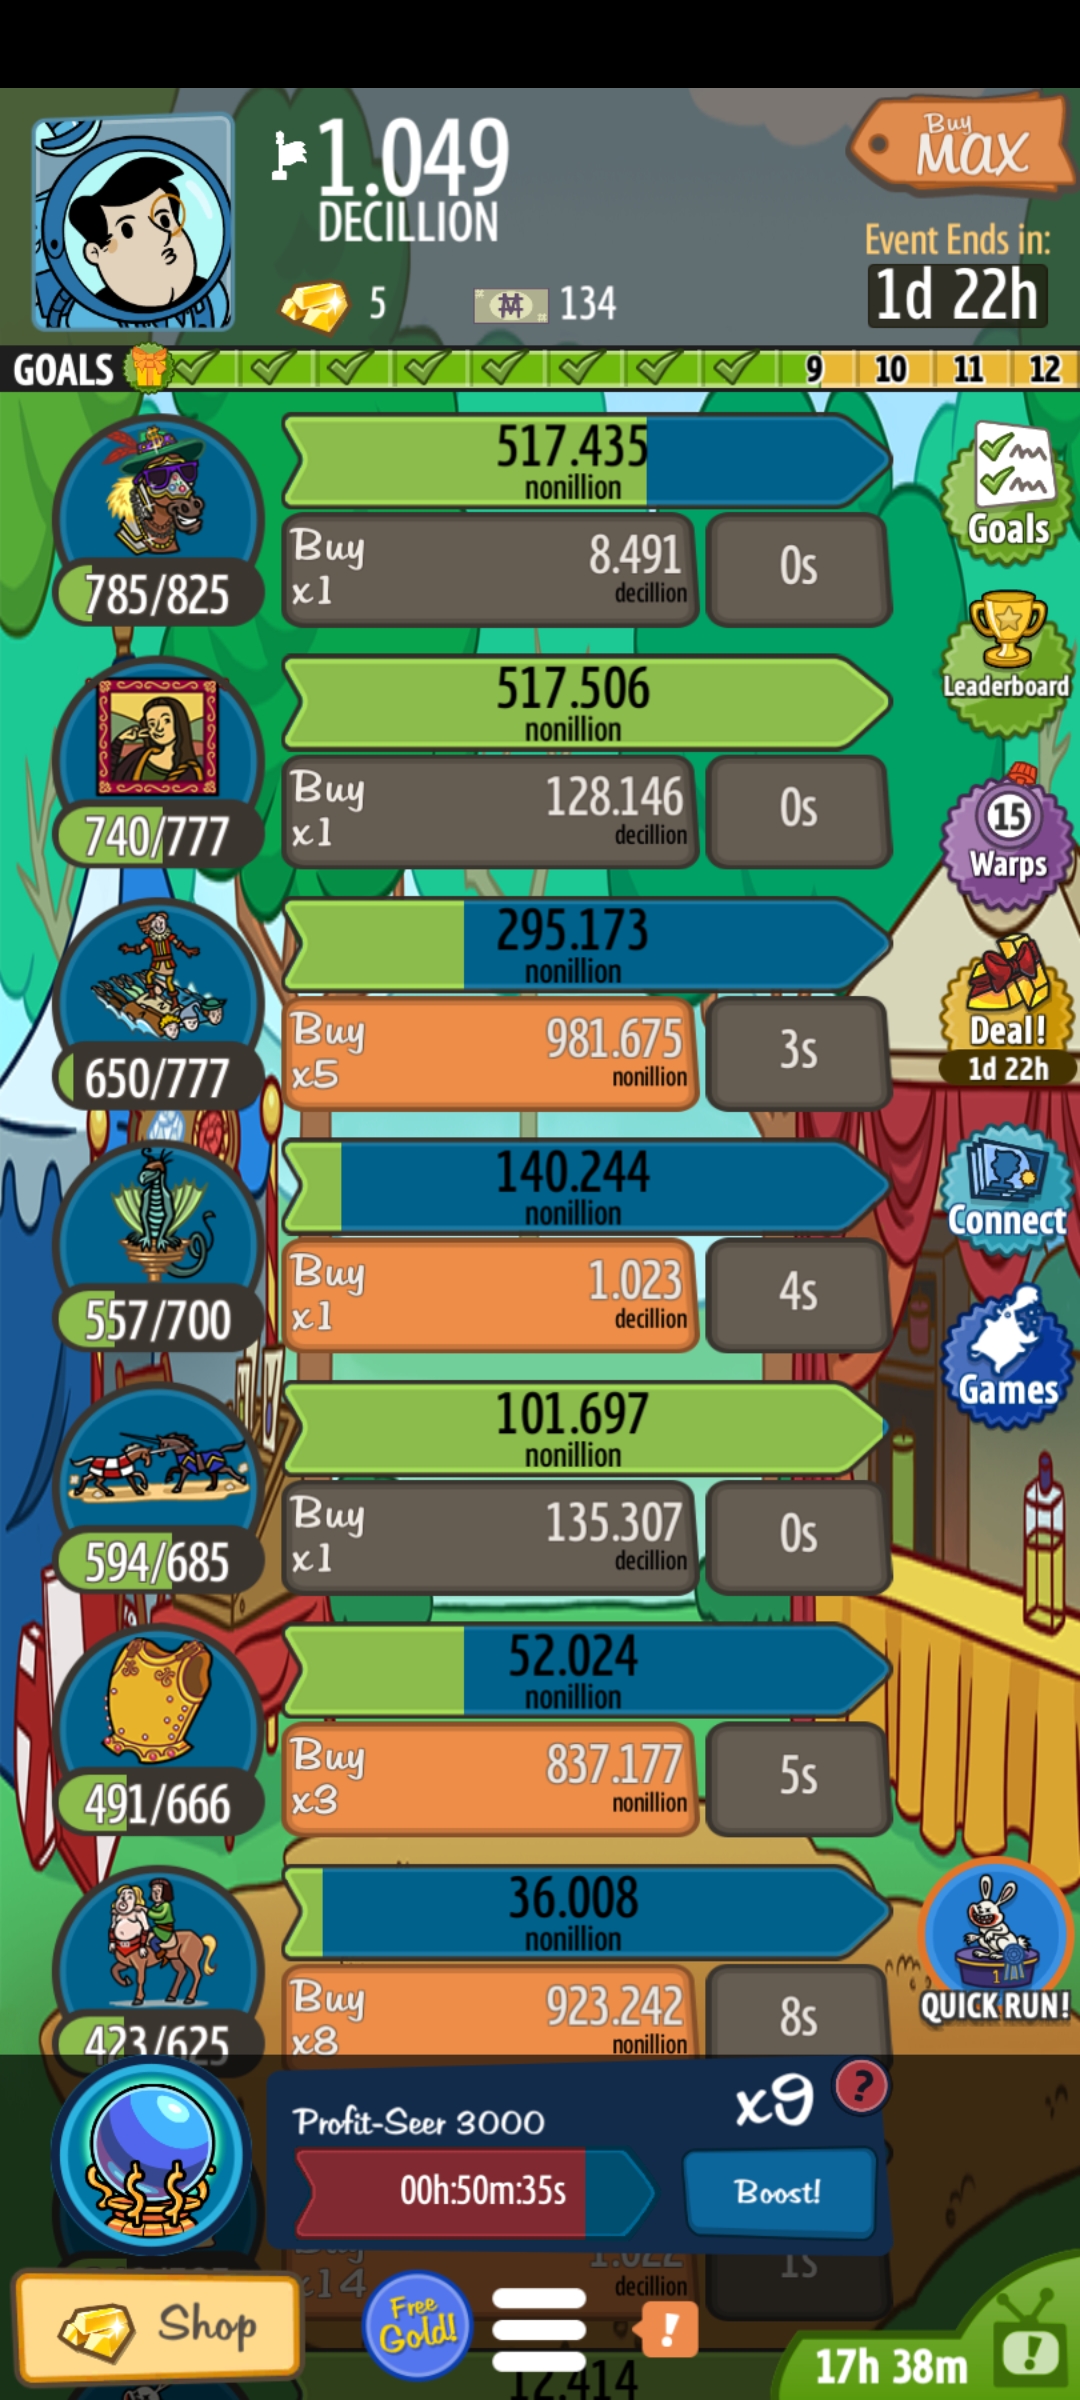 1.049
DECILLION
Buy
MAX
Event Ends in:
1d 22h
5
134
GOALS
9 10 11 12
517.435
nonillion
Buy
x1
8.491
decillion
0s
785/825
Goals
517.506
nonillion
Buy
x1
128.146
decillion
0s
740/777
Leaderboard
15
Warps
295.173
nonillion
Buy
x5
981.675
nonillion
3s
650/777
Deal!
1d 22h
140.244
nonillion
Buy
x1
1.023
decillion
4s
557/700
Connect
101.697
nonillion
Buy
x1
135.307
decillion
0s
594/685
Games
52.024
nonillion
Buy
x3
837.177
nonillion
5s
491/666
36.008
nonillion
Buy
x8
923.242
nonillion
8s
423/625
1
QUICK RUN!
Profit-Seer 3000
x9
?
00h:50m:35s
Boost!
Buy
x14
1.022
decillion
1s
Shop
Free
Gold!
!
17h 38m
!
12.414